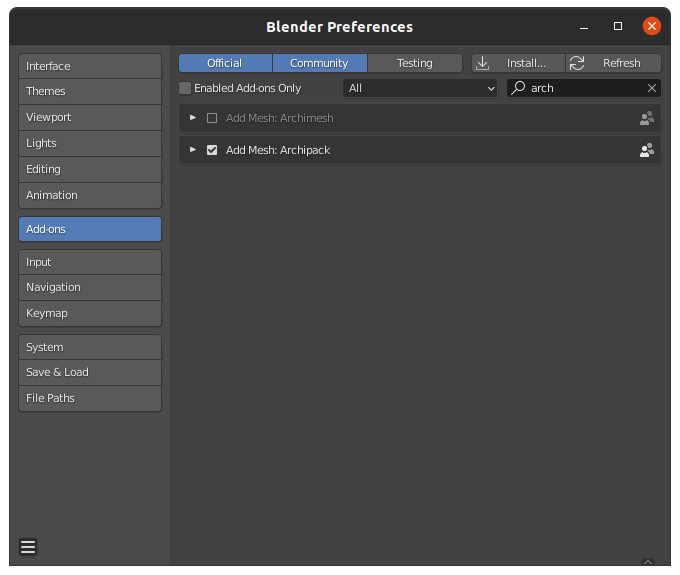 Blender Preferences
Interface
Themes
Viewport
Lights
Editing
Animation
Add-ons
Input
Navigation
Keymap
System
Save & Load
File Paths
Official Community Testing Install... Refresh
Enabled Add-ons Only All arch
Add Mesh: Archimesh
Add Mesh: Archipack